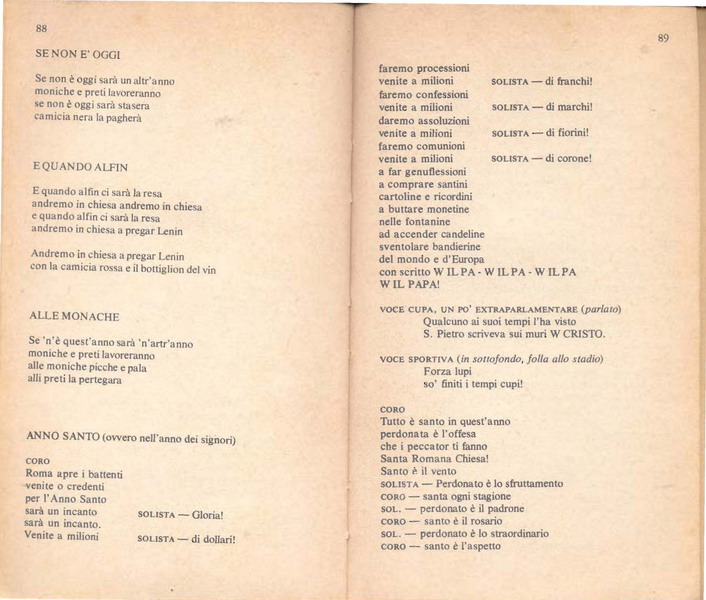 88
SE NON E' OGGI
Se non è oggi sarà un altr'anno
moniche e preti lavoreranno
se non è oggi sarà stasera
camicia nera la pagherà
E QUANDO ALFIN
E quando alfin ci sarà la resa
andremo in chiesa andremo in chiesa
e quando alfin ci sarà la resa
andremo in chiesa a pregar Lenin
Andremo in chiesa a pregar Lenin
con la camicia rossa e il bottiglion del vin
ALLE MONACHE
Se 'n'è quest'anno sarà 'n'artr'anno
moniche e preti lavoreranno
alle moniche picche e pala
alli preti la pertegara
ANNO SANTO (ovvero nell'anno dei signori)
CORO
Roma apre i battenti
venite o credenti
per l'Anno Santo
sarà un incanto SOLISTA — Gloria!
sarà un incanto.
Venite a milioni SOLISTA — di dollari!
89
faremo processioni
venite a milioni SOLISTA — di franchi!
faremo confessioni
venite a milioni SOLISTA — di marchi!
daremo assoluzioni
venite a milioni SOLISTA — di fiorini!
faremo comunioni
venite a milioni SOLISTA — di corone!
a far genuflessioni
a comprare santini
cartoline e ricordini
a buttare monetine
nelle fontanine
ad accender candeline
sventolare bandierine
del mondo e d'Europa
con scritto W IL PA - W IL PA - W IL PA
W IL PAPA!
VOCE CUPA, UN PO' EXTRAPARLAMENTARE (parlato)
Qualcuno ai suoi tempi l'ha visto
S. Pietro scriveva sui muri W CRISTO.
VOCE SPORTIVA (in sottofondo, folla allo stadio)
Forza lupi
so' finiti i tempi cupi!
CORO
Tutto è santo in quest'anno
perdonata è l'offesa
che i peccator ti fanno
Santa Romana Chiesa!
Santo è il vento
SOLISTA — Perdonato è lo sfruttamento
CORO — santa ogni stagione
SOL. — perdonato è il padrone
CORO — santo è il rosario
SOL. — perdonato è lo straordinario
CORO — santo è l'aspetto